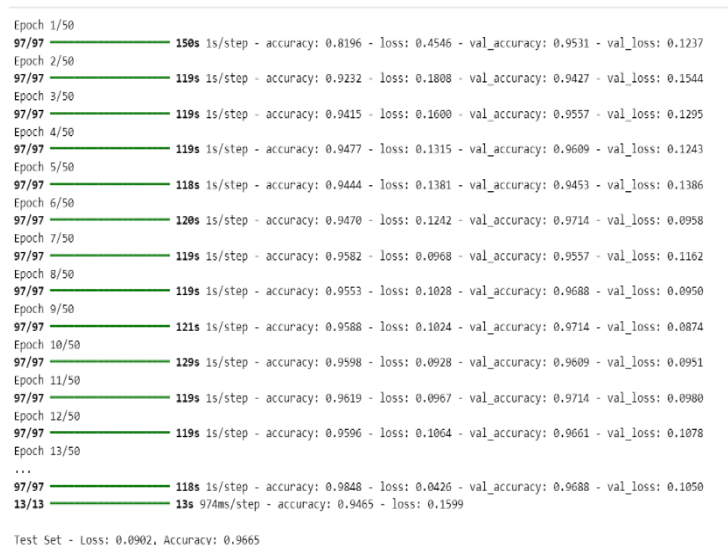 Epoch 1/50
97/97 ━━━━━━━━━━━━━━━━━━━━ 150s 1s/step - accuracy: 0.8196 - loss: 0.4546 - val_accuracy: 0.9531 - val_loss: 0.1237
Epoch 2/50
97/97 ━━━━━━━━━━━━━━━━━━━━ 119s 1s/step - accuracy: 0.9232 - loss: 0.1808 - val_accuracy: 0.9427 - val_loss: 0.1544
Epoch 3/50
97/97 ━━━━━━━━━━━━━━━━━━━━ 119s 1s/step - accuracy: 0.9415 - loss: 0.1600 - val_accuracy: 0.9557 - val_loss: 0.1295
Epoch 4/50
97/97 ━━━━━━━━━━━━━━━━━━━━ 119s 1s/step - accuracy: 0.9477 - loss: 0.1315 - val_accuracy: 0.9609 - val_loss: 0.1243
Epoch 5/50
97/97 ━━━━━━━━━━━━━━━━━━━━ 118s 1s/step - accuracy: 0.9444 - loss: 0.1381 - val_accuracy: 0.9453 - val_loss: 0.1386
Epoch 6/50
97/97 ━━━━━━━━━━━━━━━━━━━━ 120s 1s/step - accuracy: 0.9470 - loss: 0.1242 - val_accuracy: 0.9714 - val_loss: 0.0958
Epoch 7/50
97/97 ━━━━━━━━━━━━━━━━━━━━ 119s 1s/step - accuracy: 0.9582 - loss: 0.0968 - val_accuracy: 0.9557 - val_loss: 0.1162
Epoch 8/50
97/97 ━━━━━━━━━━━━━━━━━━━━ 119s 1s/step - accuracy: 0.9553 - loss: 0.1028 - val_accuracy: 0.9688 - val_loss: 0.0950
Epoch 9/50
97/97 ━━━━━━━━━━━━━━━━━━━━ 121s 1s/step - accuracy: 0.9588 - loss: 0.1024 - val_accuracy: 0.9714 - val_loss: 0.0874
Epoch 10/50
97/97 ━━━━━━━━━━━━━━━━━━━━ 129s 1s/step - accuracy: 0.9598 - loss: 0.0928 - val_accuracy: 0.9609 - val_loss: 0.0951
Epoch 11/50
97/97 ━━━━━━━━━━━━━━━━━━━━ 119s 1s/step - accuracy: 0.9619 - loss: 0.0967 - val_accuracy: 0.9714 - val_loss: 0.0980
Epoch 12/50
97/97 ━━━━━━━━━━━━━━━━━━━━ 119s 1s/step - accuracy: 0.9596 - loss: 0.1064 - val_accuracy: 0.9661 - val_loss: 0.1078
Epoch 13/50
...
97/97 ━━━━━━━━━━━━━━━━━━━━ 118s 1s/step - accuracy: 0.9848 - loss: 0.0426 - val_accuracy: 0.9688 - val_loss: 0.1050
13/13 ━━━━━━━━━━━━━━━━━━━━ 13s 974ms/step - accuracy: 0.9465 - loss: 0.1599
Test Set - Loss: 0.0902, Accuracy: 0.9665